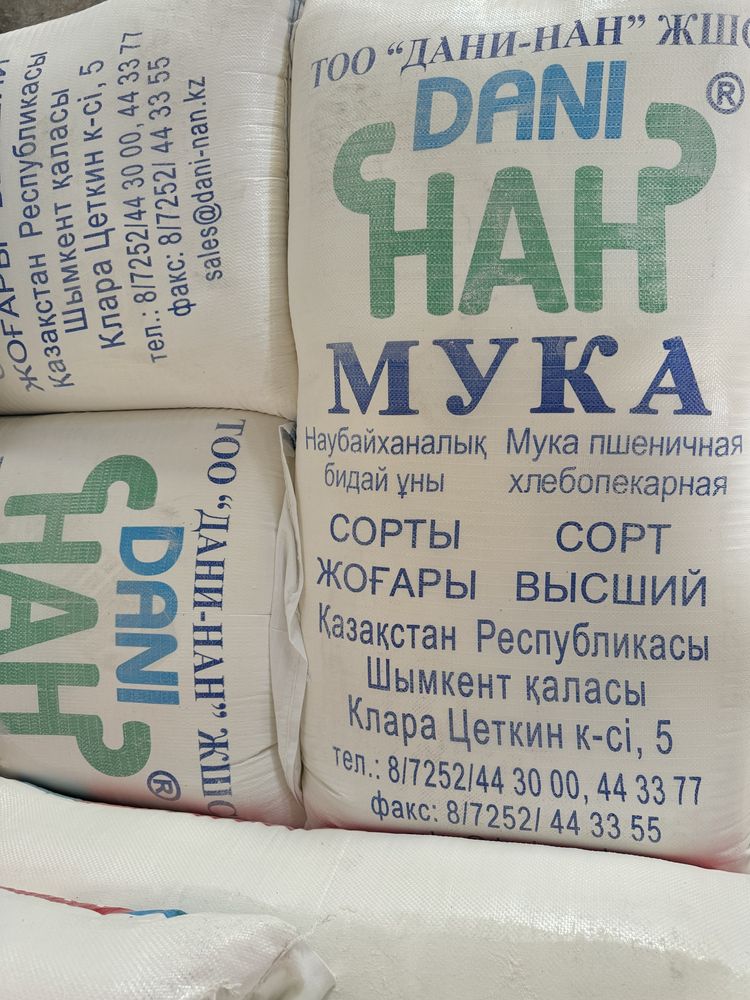 ТОО “ДАНИ-НАН” ЖШС
DANI ®
НАН
МУКА
Наубайханалық Мука пшеничная
бидай ұны хлебопекарная
СОРТЫ СОРТ
ЖОҒАРЫ ВЫСШИЙ
Қазақстан Республикасы
Шымкент қаласы
Клара Цеткин к-сі, 5
тел.: 8/7252/44 30 00, 44 33 77
факс: 8/7252/ 44 33 55
ЖОҒАРЫ
Қазақстан Республикасы
Шымкент қаласы
Клара Цеткин к-сі, 5
тел.: 8/7252/44 30 00, 44 33 77
факс: 8/7252/ 44 33 55
sales@dani-nan.kz
ТОО “ДАНИ-НАН” ЖШС
DANI ®
НАН